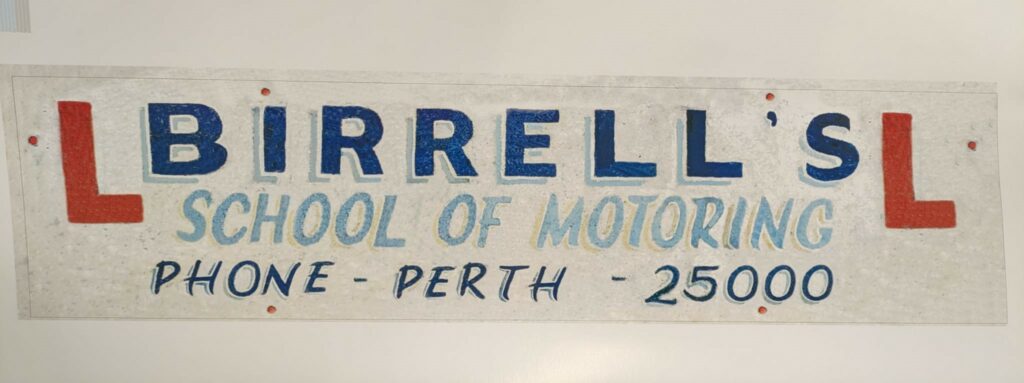 L BIRRELL'S L
SCHOOL OF MOTORING
PHONE - PERTH - 25000